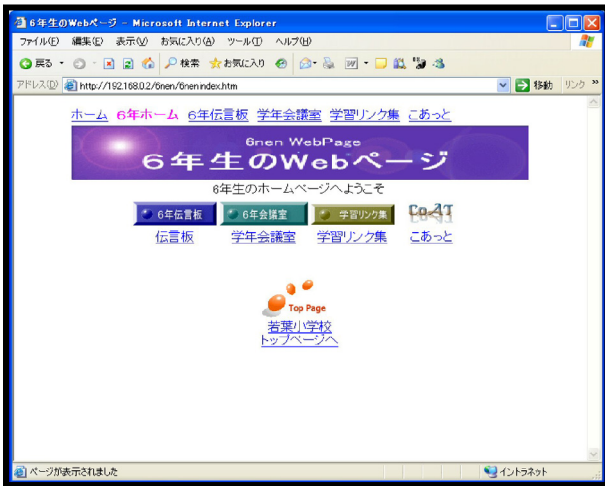 6年生のWebページ - Microsoft Internet Explorer
ファイル(F) 編集(E) 表示(V) お気に入り(A) ツール(T) ヘルプ(H)
戻る 検索 お気に入り
アドレス(D) http://192.168.0.2/6nen/6nenindex.htm 移動 リンク »
ホーム 6年ホーム 6年伝言板 学年会議室 学習リンク集 こあっと
6nen WebPage
6年生のWebページ
6年生のホームページへようこそ
6年伝言板 6年会議室 学習リンク集 CoAT
伝言板 学年会議室 学習リンク集 こあっと
Top Page
若葉小学校
トップページへ
ページが表示されました イントラネット